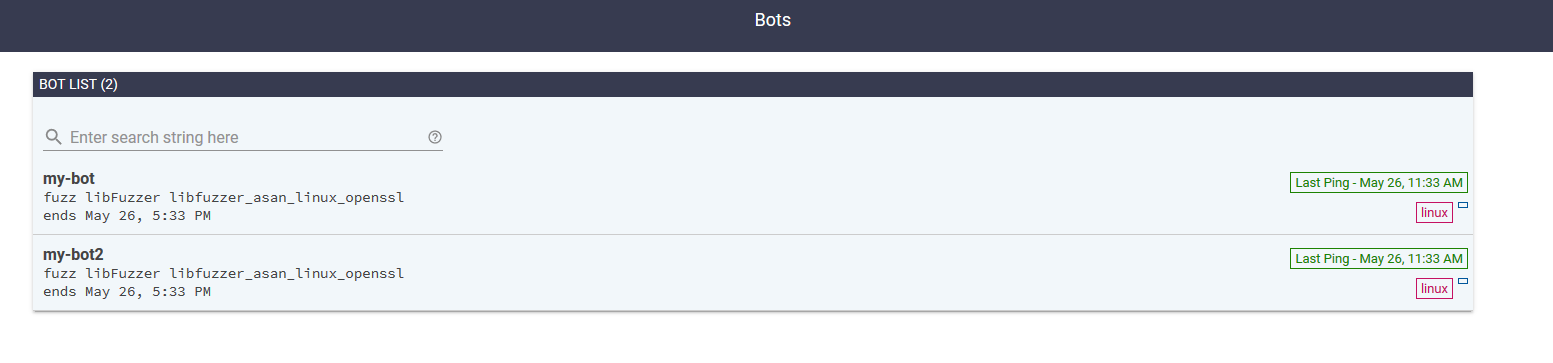 Bots
BOT LIST (2)
Enter search string here
my-bot
fuzz libFuzzer libfuzzer_asan_linux_openssl
ends May 26, 5:33 PM
Last Ping - May 26, 11:33 AM
linux
my-bot2
fuzz libFuzzer libfuzzer_asan_linux_openssl
ends May 26, 5:33 PM
Last Ping - May 26, 11:33 AM
linux